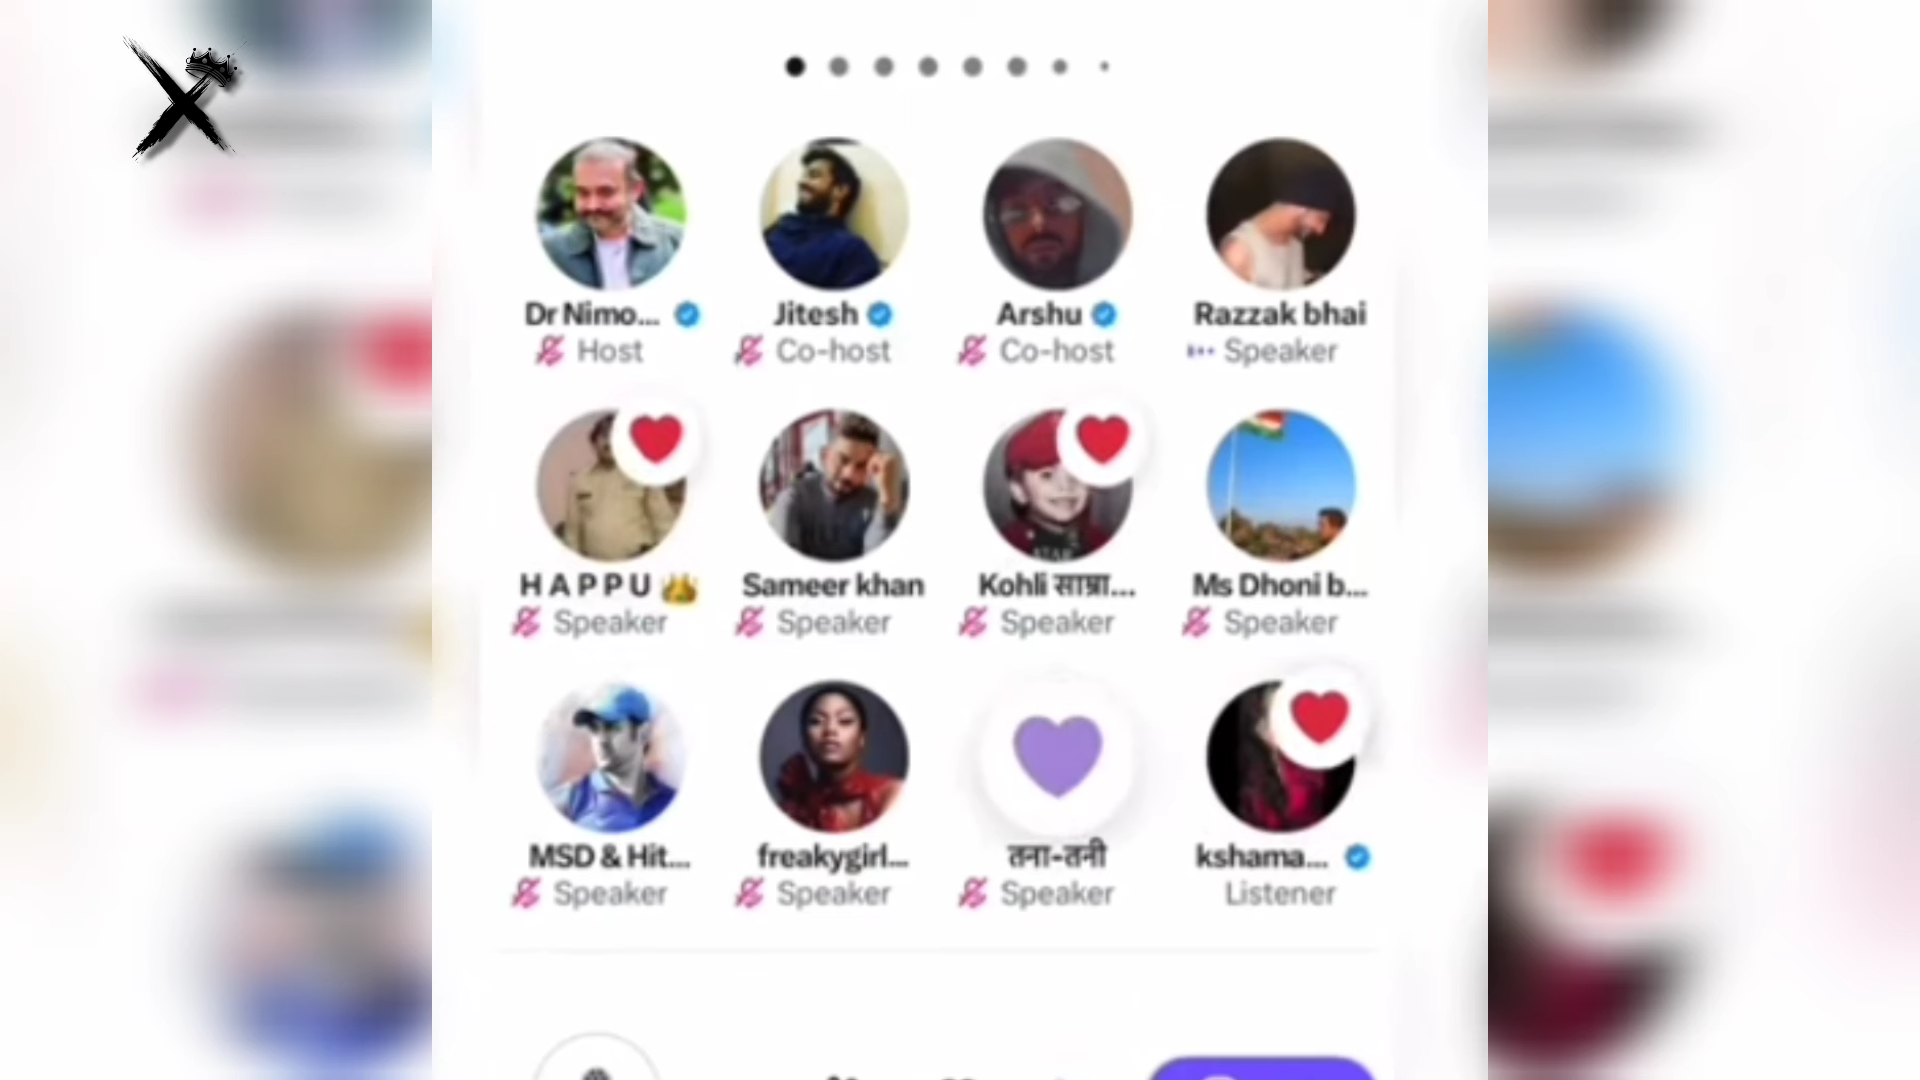 Dr Nimo... Jitesh Arshu Razzak bhai
Host Co-host Co-host Speaker
H A P P U Sameer khan Kohli साम्रा... Ms Dhoni b...
Speaker Speaker Speaker Speaker
MSD & Hit... freakygirl... तना-तनी kshama...
Speaker Speaker Speaker Listener